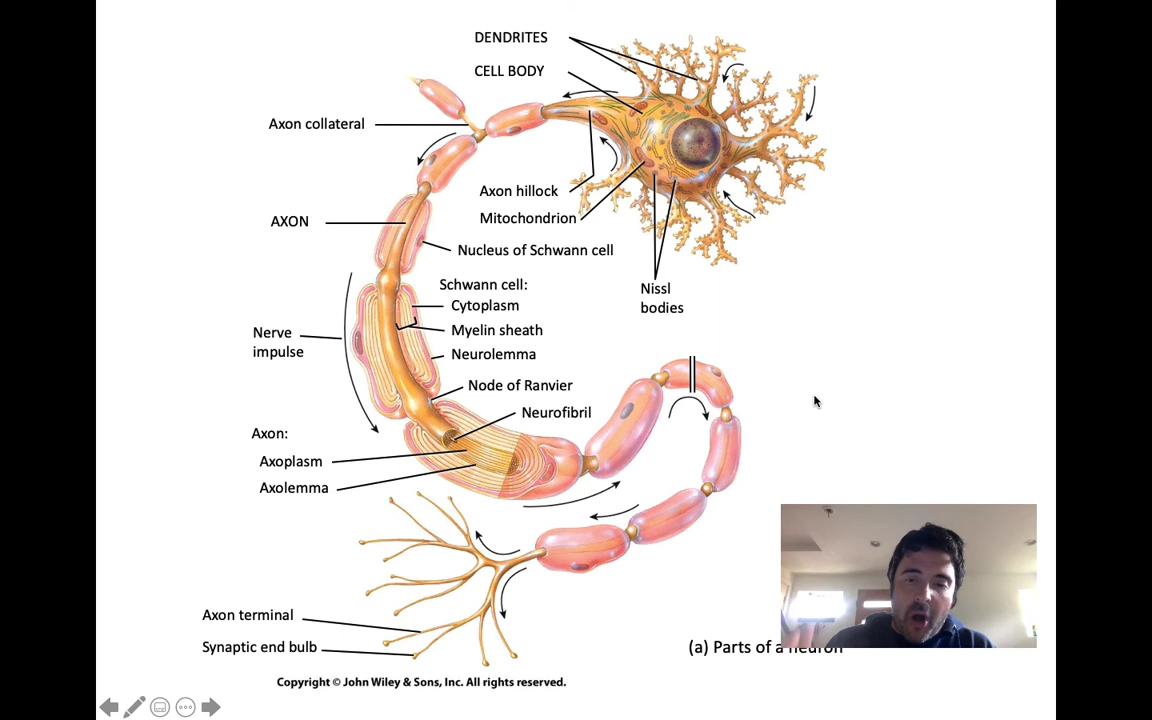 DENDRITES
CELL BODY
Axon collateral
Axon hillock
AXON
Mitochondrion
Nucleus of Schwann cell
Schwann cell:
Cytoplasm
Nissl
bodies
Myelin sheath
Nerve
impulse
Neurolemma
Node of Ranvier
Neurofibril
Axon:
Axoplasm
Axolemma
Axon terminal
Synaptic end bulb
(a) Parts of a neuron
Copyright © John Wiley & Sons, Inc. All rights reserved.